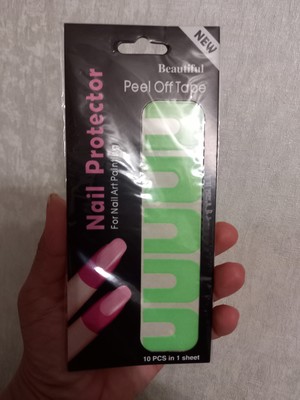 NEW
Beautiful
Peel Off Tape
Nail Protector
For Nail Art Painting
10 PCS in 1 sheet